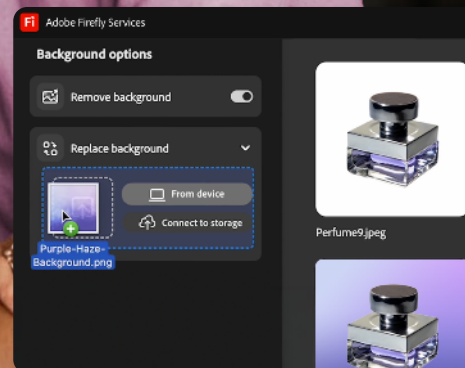 Fi Adobe Firefly Services
Background options
Remove background
Replace background
From device
Connect to storage
Purple-Haze-
Background.png
Perfume9.jpeg